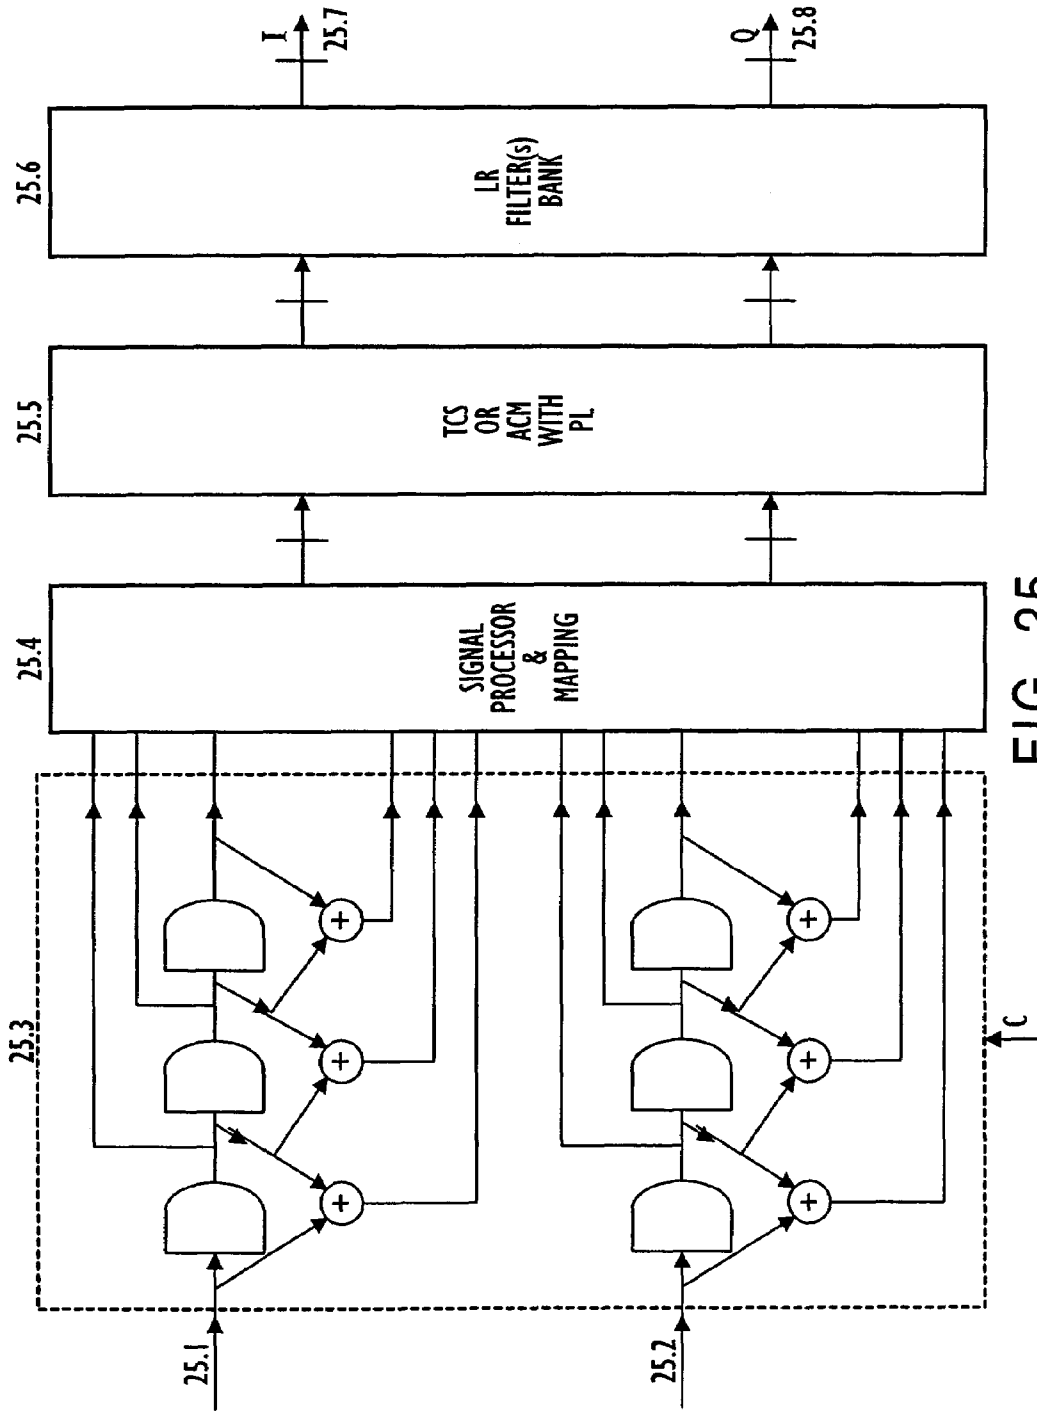 25.1
25.2
25.3
+
+
+
+
+
+
C
25.4
SIGNAL
PROCESSOR
&
MAPPING
25.5
TCS
OR
ACM
WITH
PL
25.6
LR
FILTER(s)
BANK
I
25.7
Q
25.8
FIG. 25